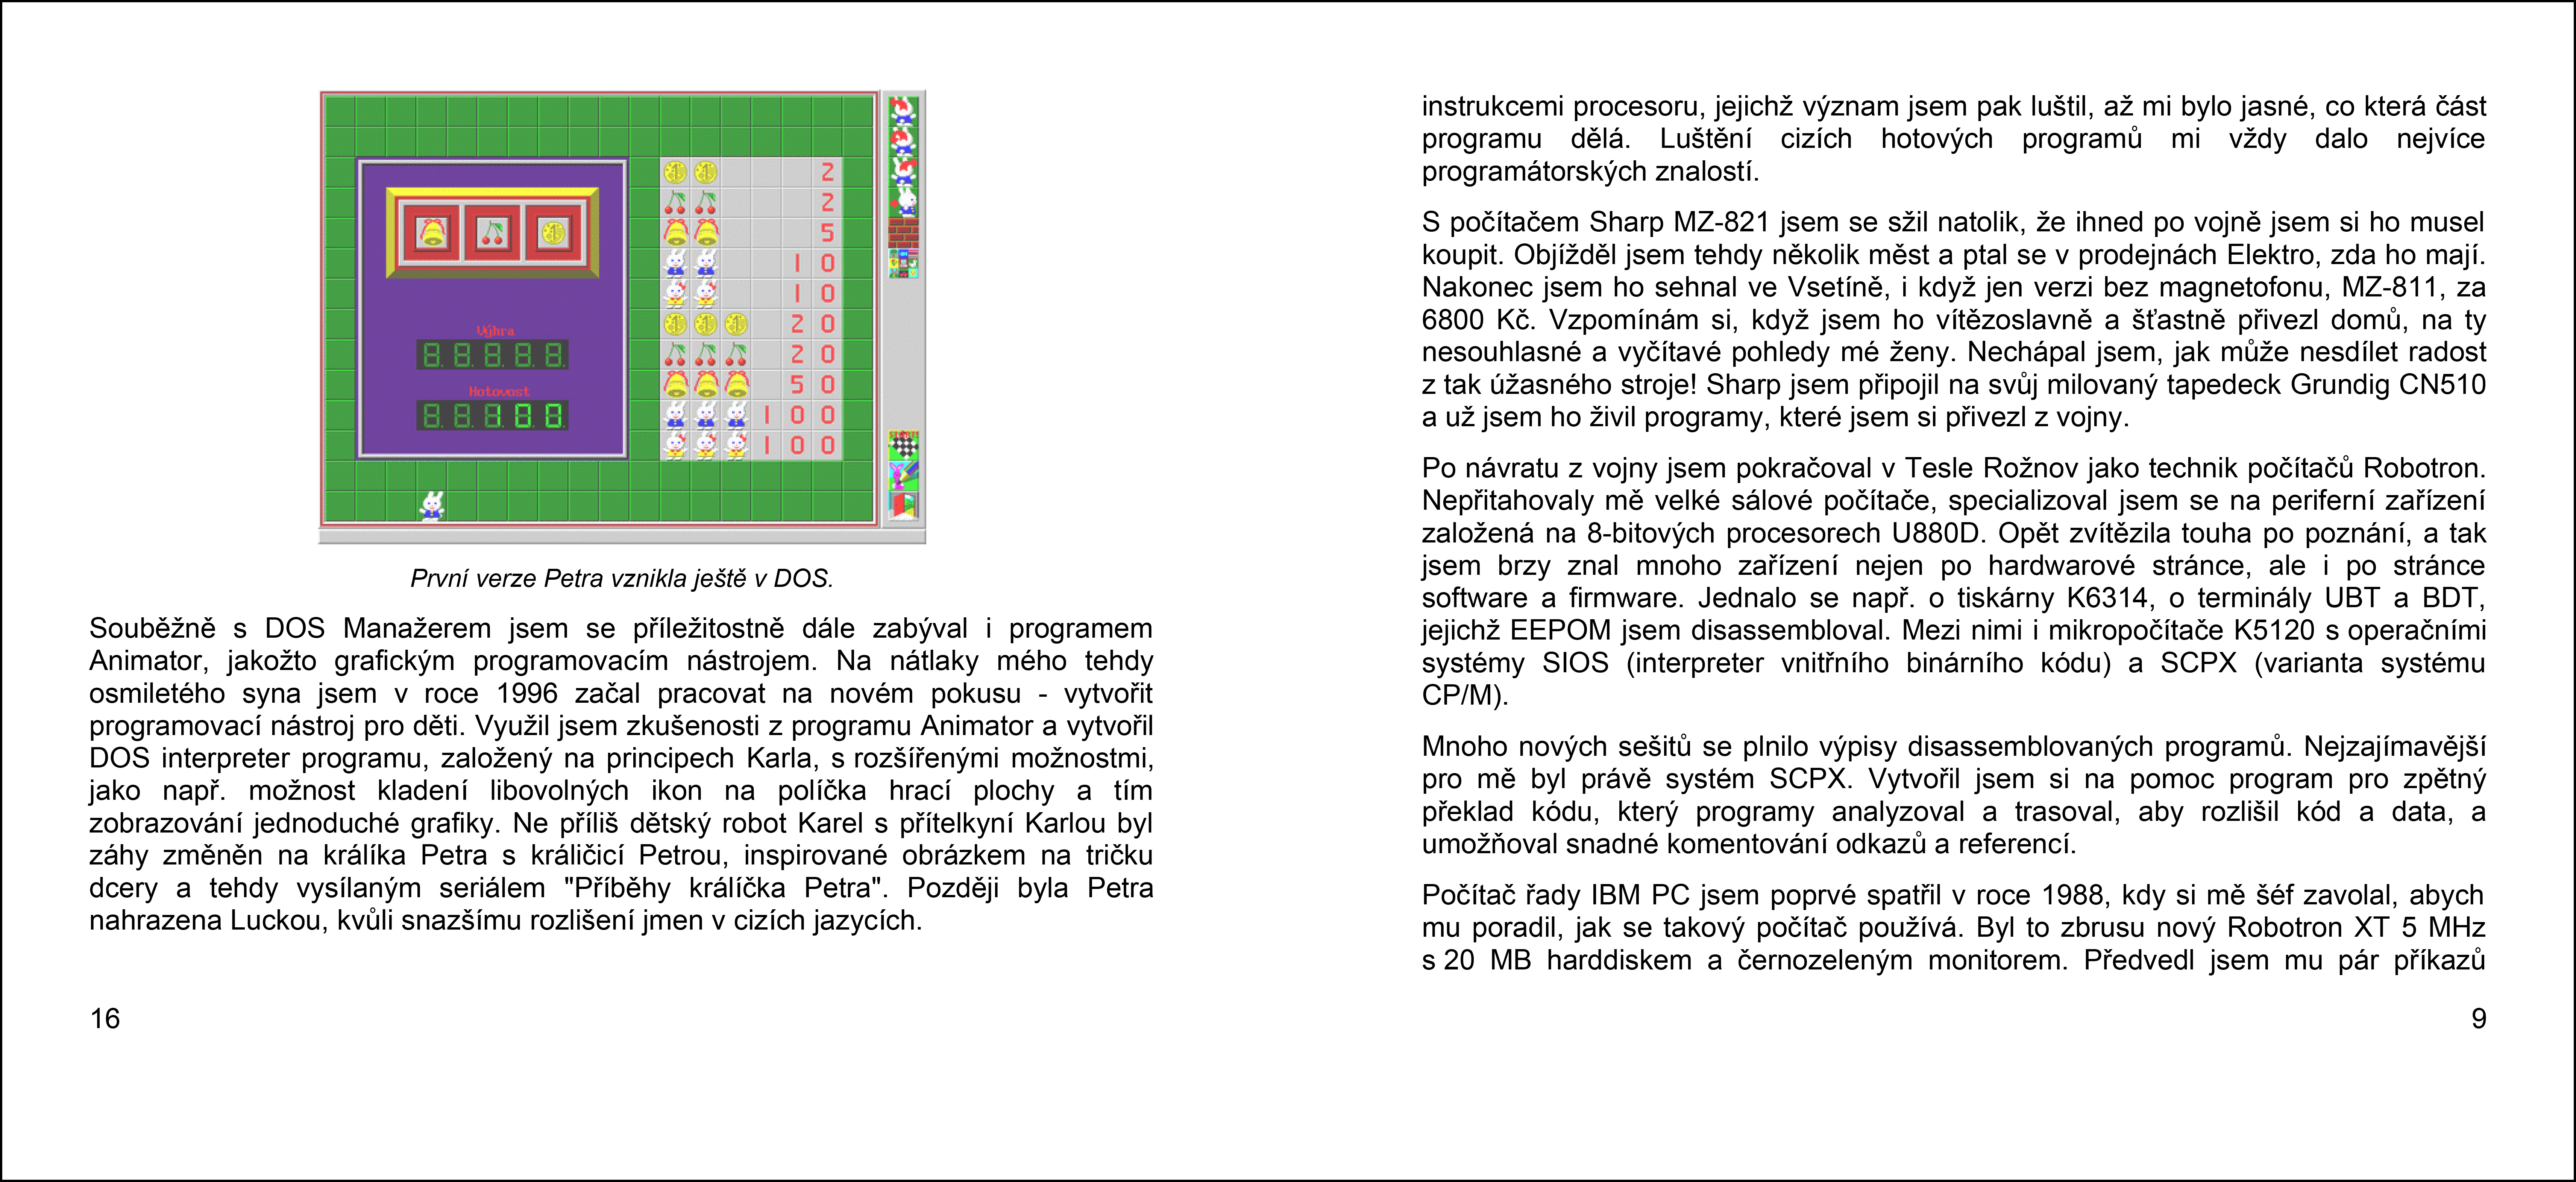 Výhra
88888
Hotovost
88100
2
2
5
10
10
20
20
50
100
100
První verze Petra vznikla ještě v DOS.
Souběžně s DOS Manažerem jsem se příležitostně dále zabýval i programem
Animator, jakožto grafickým programovacím nástrojem. Na nátlaky mého tehdy
osmiletého syna jsem v roce 1996 začal pracovat na novém pokusu - vytvořit
programovací nástroj pro děti. Využil jsem zkušenosti z programu Animator a vytvořil
DOS interpreter programu, založený na principech Karla, s rozšířenými možnostmi,
jako např. možnost kladení libovolných ikon na políčka hrací plochy a tím
zobrazování jednoduché grafiky. Ne příliš dětský robot Karel s přítelkyní Karlou byl
záhy změněn na králíka Petra s králičicí Petrou, inspirované obrázkem na tričku
dcery a tehdy vysílaným seriálem "Příběhy králíčka Petra". Později byla Petra
nahrazena Luckou, kvůli snazšímu rozlišení jmen v cizích jazycích.
16
instrukcemi procesoru, jejichž význam jsem pak luštil, až mi bylo jasné, co která část
programu dělá. Luštění cizích hotových programů mi vždy dalo nejvíce
programátorských znalostí.
S počítačem Sharp MZ-821 jsem se sžil natolik, že ihned po vojně jsem si ho musel
koupit. Objížděl jsem tehdy několik měst a ptal se v prodejnách Elektro, zda ho mají.
Nakonec jsem ho sehnal ve Vsetíně, i když jen verzi bez magnetofonu, MZ-811, za
6800 Kč. Vzpomínám si, když jsem ho vítězoslavně a šťastně přivezl domů, na ty
nesouhlasné a vyčítavé pohledy mé ženy. Nechápal jsem, jak může nesdílet radost
z tak úžasného stroje! Sharp jsem připojil na svůj milovaný tapedeck Grundig CN510
a už jsem ho živil programy, které jsem si přivezl z vojny.
Po návratu z vojny jsem pokračoval v Tesle Rožnov jako technik počítačů Robotron.
Nepřitahovaly mě velké sálové počítače, specializoval jsem se na periferní zařízení
založená na 8-bitových procesorech U880D. Opět zvítězila touha po poznání, a tak
jsem brzy znal mnoho zařízení nejen po hardwarové stránce, ale i po stránce
software a firmware. Jednalo se např. o tiskárny K6314, o terminály UBT a BDT,
jejichž EEPOM jsem disassembloval. Mezi nimi i mikropočítače K5120 s operačními
systémy SIOS (interpreter vnitřního binárního kódu) a SCPX (varianta systému
CP/M).
Mnoho nových sešitů se plnilo výpisy disassemblovaných programů. Nejzajímavější
pro mě byl právě systém SCPX. Vytvořil jsem si na pomoc program pro zpětný
překlad kódu, který programy analyzoval a trasoval, aby rozlišil kód a data, a
umožňoval snadné komentování odkazů a referencí.
Počítač řady IBM PC jsem poprvé spatřil v roce 1988, kdy si mě šéf zavolal, abych
mu poradil, jak se takový počítač používá. Byl to zbrusu nový Robotron XT 5 MHz
s 20 MB harddiskem a černozeleným monitorem. Předvedl jsem mu pár příkazů
9